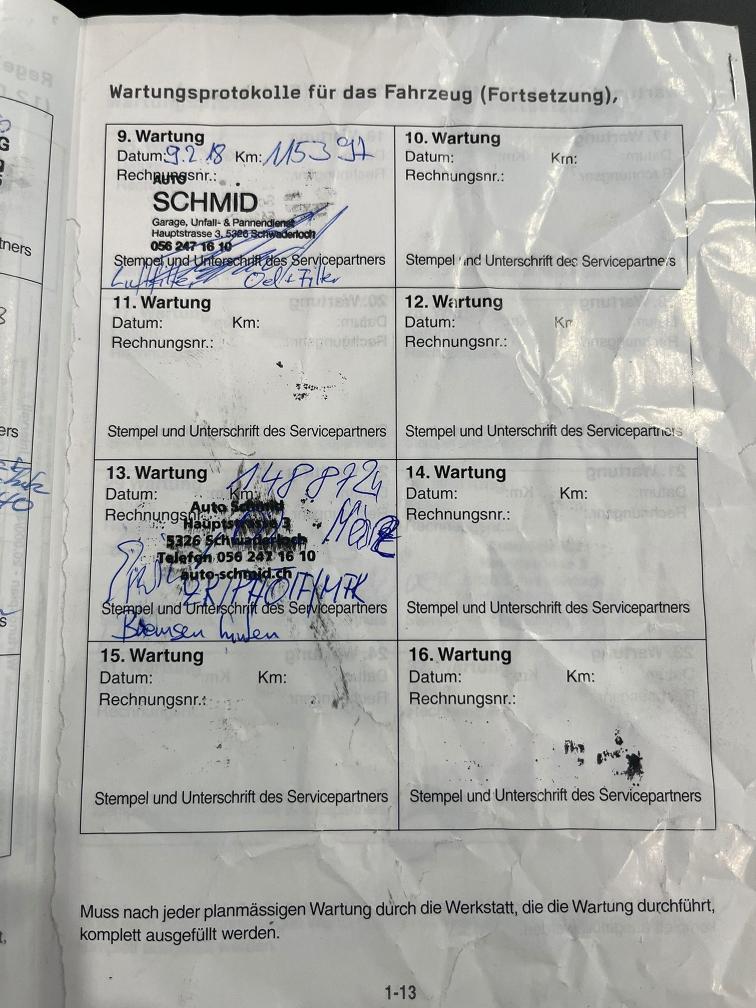 Wartungsprotokolle für das Fahrzeug (Fortsetzung),
9. Wartung
Datum: 9.2.18 Km: 115397
Rechnungsnr.:
AUTO
SCHMID
Garage, Unfall- & Pannendienst
Hauptstrasse 3, 5326 Schwaderloch
056 247 16 10
Stempel und Unterschrift des Servicepartners
Luftfilter, Oel + Filter
10. Wartung
Datum: Km:
Rechnungsnr.:
Stempel und Unterschrift des Servicepartners
11. Wartung
Datum: Km:
Rechnungsnr.:
Stempel und Unterschrift des Servicepartners
12. Wartung
Datum: Km
Rechnungsnr.:
Stempel und Unterschrift des Servicepartners
13. Wartung
Datum: Km: 148872
Rechnungsnr.
Auto Schmid
Hauptstrasse 3
5326 Schwaderloch
Telefon 056 247 16 10
auto-schmid.ch
Stempel und Unterschrift des Servicepartners
Bremsen hinten
14. Wartung
Datum: Km:
Rechnungsnr.:
Stempel und Unterschrift des Servicepartners
15. Wartung
Datum: Km:
Rechnungsnr.:
Stempel und Unterschrift des Servicepartners
16. Wartung
Datum: Km:
Rechnungsnr.:
Stempel und Unterschrift des Servicepartners
Muss nach jeder planmässigen Wartung durch die Werkstatt, die die Wartung durchführt,
komplett ausgefüllt werden.
1-13